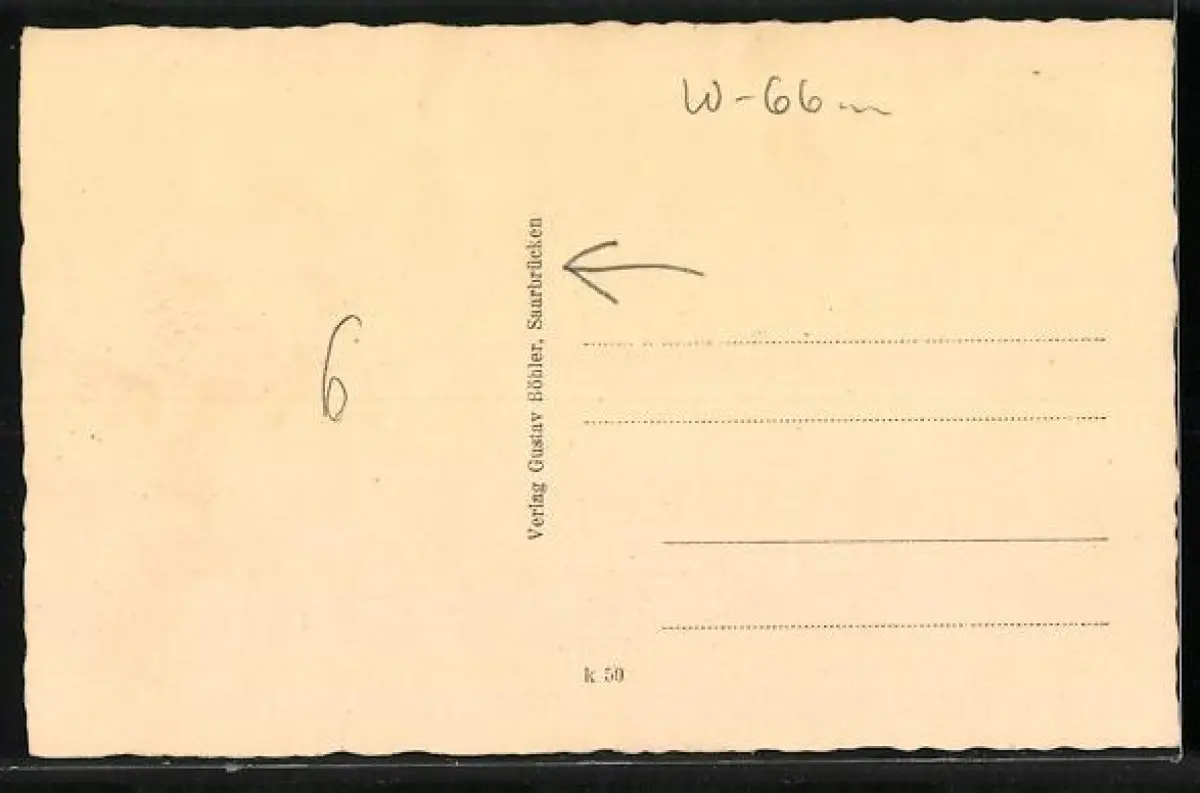 W-66
Verlag Gustav Böhler, Saarbrücken
6
k 50